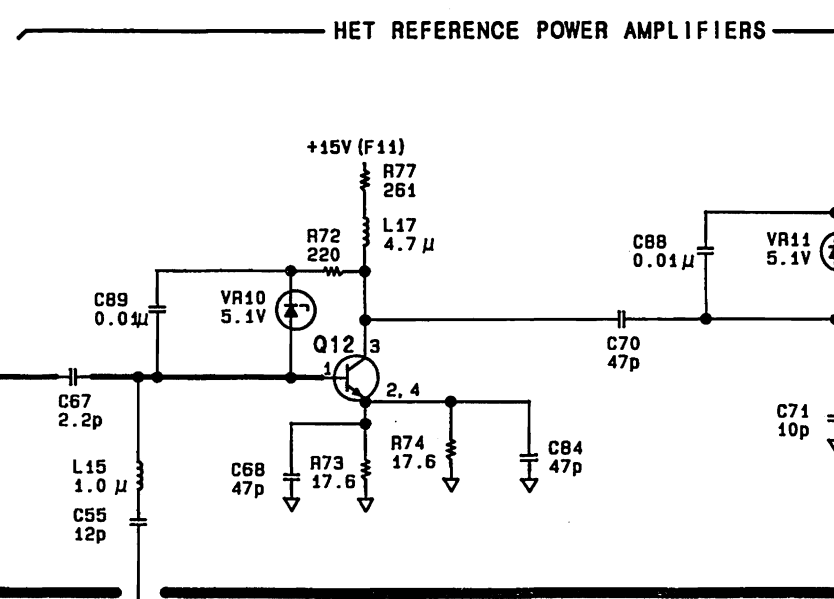 HET REFERENCE POWER AMPLIFIERS
+15V (F11)
R77
261
L17
4.7 μ
R72
220
C89
0.01μ
VR10
5.1V
Q12
3
1
2, 4
C67
2.2p
L15
1.0 μ
C55
12p
C68
47p
R73
17.6
R74
17.6
C84
47p
C70
47p
C88
0.01μ
VR11
5.1V
C71
10p